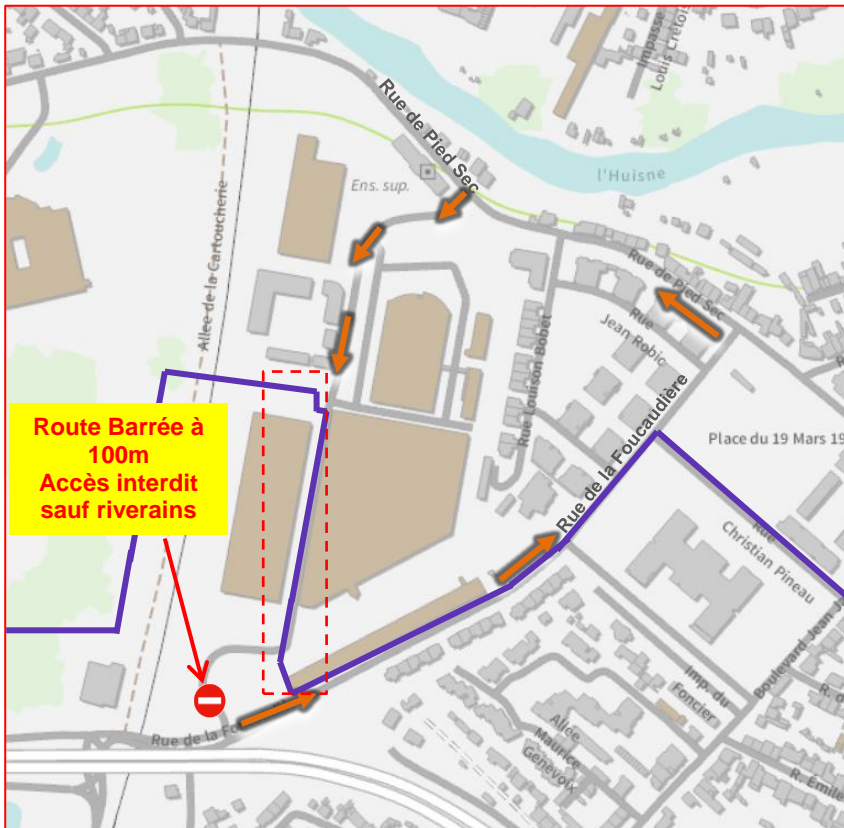 Impasse
Louis Crétois
Rue de Pied Sec
l'Huisne
Ens. sup.
Allee de la Cartoucherie
Rue de Pied Sec
Rue
Jean Robic
Rue Louison Bobet
Route Barrée à
100m
Accès interdit
sauf riverains
Rue de la Foucaudière
Place du 19 Mars 19
Rue
Christian Pineau
Boulevard Jean J
Imp. du
Foncier
Allée
Maurice
Genevoix
Rue de la Fo
R. d
R. Émile